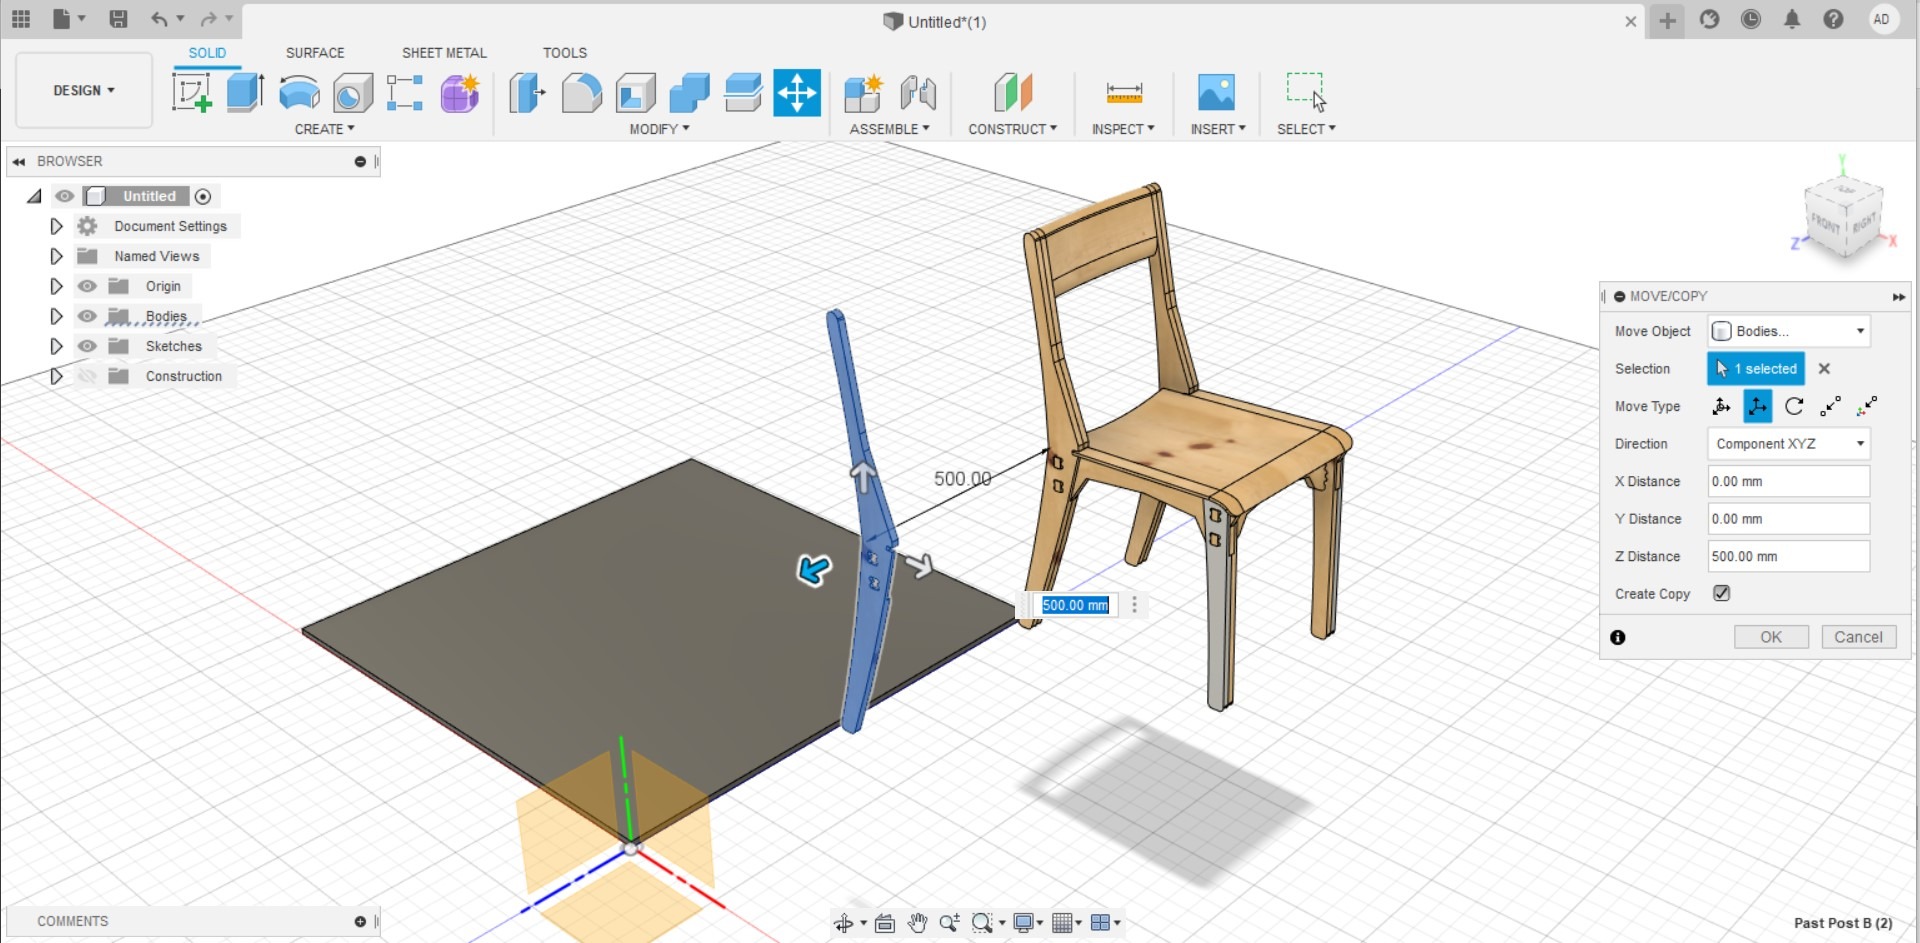 Untitled*(1)
AD
DESIGN
SOLID
SURFACE
SHEET METAL
TOOLS
CREATE
MODIFY
ASSEMBLE
CONSTRUCT
INSPECT
INSERT
SELECT
BROWSER
Untitled
Document Settings
Named Views
Origin
Bodies
Sketches
Construction
500.00
500.00 mm
Y
FRONT
RIGHT
Z
X
MOVE/COPY
Move Object Bodies...
Selection 1 selected
Move Type
Direction Component XYZ
X Distance 0.00 mm
Y Distance 0.00 mm
Z Distance 500.00 mm
Create Copy
OK Cancel
COMMENTS
Past Post B (2)